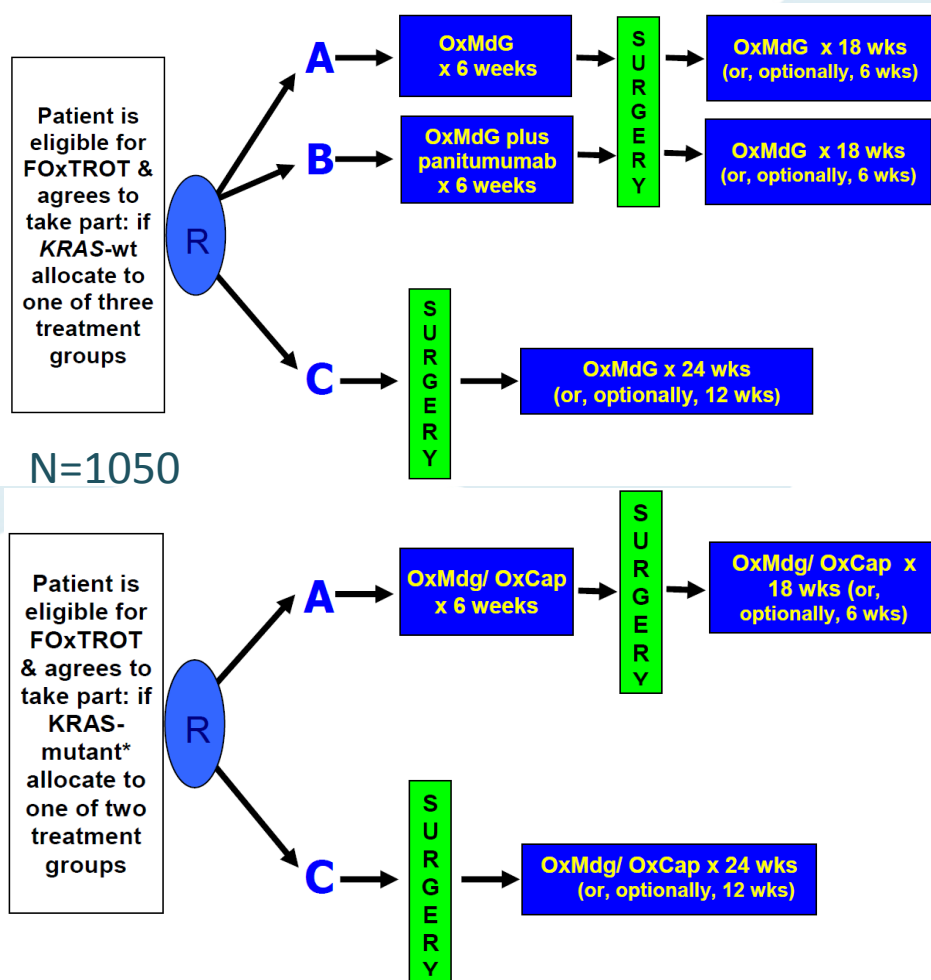 Patient is
eligible for
FOxTROT &
agrees to
take part: if
KRAS-wt
allocate to
one of three
treatment
groups
R
A
OxMdG
x 6 weeks
B
OxMdG plus
panitumumab
x 6 weeks
S
U
R
G
E
R
Y
OxMdG x 18 wks
(or, optionally, 6 wks)
OxMdG x 18 wks
(or, optionally, 6 wks)
C
S
U
R
G
E
R
Y
OxMdG x 24 wks
(or, optionally, 12 wks)
N=1050
Patient is
eligible for
FOxTROT
& agrees to
take part: if
KRAS-
mutant*
allocate to
one of two
treatment
groups
R
A
OxMdg/ OxCap
x 6 weeks
S
U
R
G
E
R
Y
OxMdg/ OxCap x
18 wks (or,
optionally, 6 wks)
C
S
U
R
G
E
R
Y
OxMdg/ OxCap x 24 wks
(or, optionally, 12 wks)